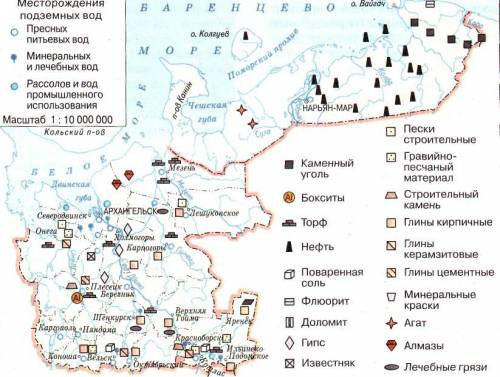 Месторождения
подземных вод
Пресных
питьевых вод
Минеральных
и лечебных вод
Рассолов и вод
промышленного
использования
Масштаб 1 : 10 000 000
Кольский п-ов
БАРЕНЦЕВО
МОРЕ
о. Вайгач
о. Колгуев
Поморский пролив
п-ов Канин
Чешская
губа
НАРЬЯН-МАР
Сула
БЕЛОЕ МОРЕ
Двинская
губа
Мезень
Северодвинск
АРХАНГЕЛЬСК
Лешуконское
Онега
Холмогоры
Карпогоры
Плесецк
Березник
Каргополь
Няндома
Шенкурск
Верхняя
Тойма
Яренск
Коноша
Вельск
Красноборск
Октябрьский
Котлас
Ильинско-
Подомское
Каменный
уголь
Бокситы
Al
Торф
Нефть
Поваренная
соль
Флюорит
Доломит
Гипс
Известняк
Пески
строительные
Гравийно-
песчаный
материал
Строительный
камень
Глины кирпичные
Глины
керамзитовые
Глины цементные
Минеральные
краски
Агат
Алмазы
Лечебные грязи